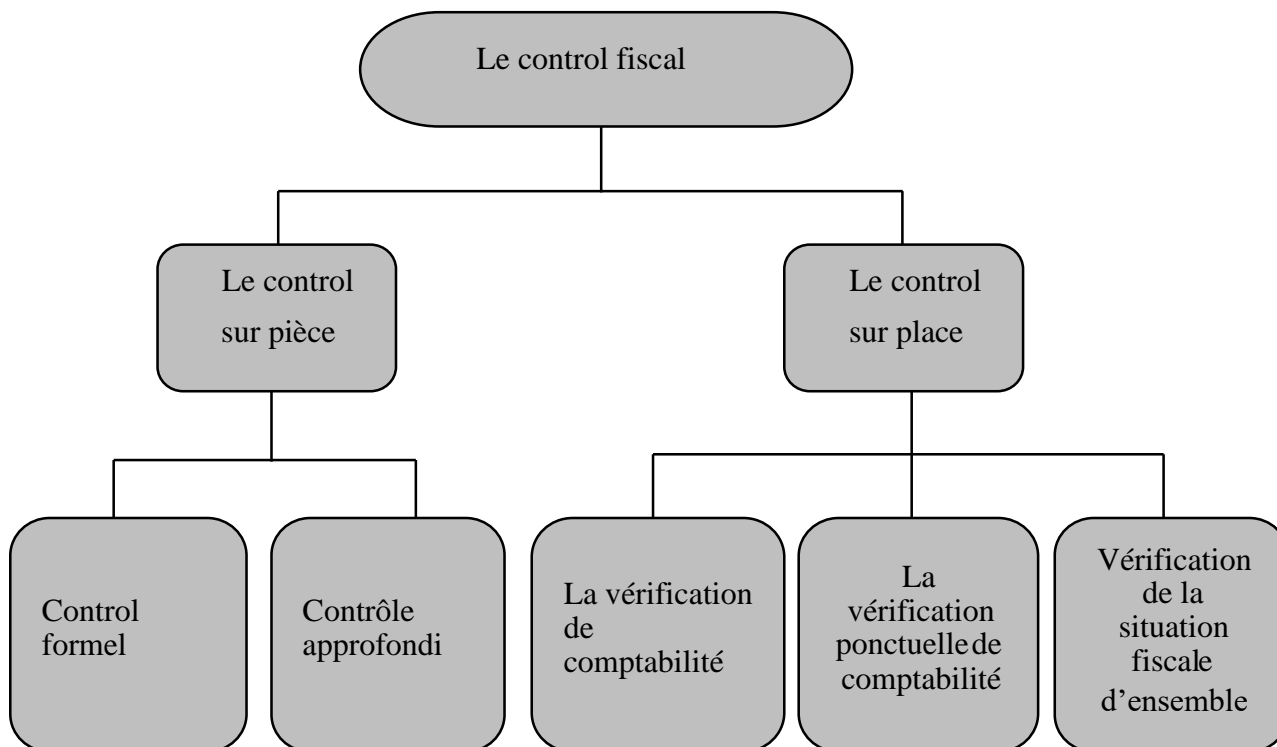 Le control fiscal
Le control
sur pièce
Le control
sur place
Control
formel
Contrôle
approfondi
La vérification
de
comptabilité
La
vérification
ponctuelle de
comptabilité
Vérification
de la
situation
fiscale
d’ensemble